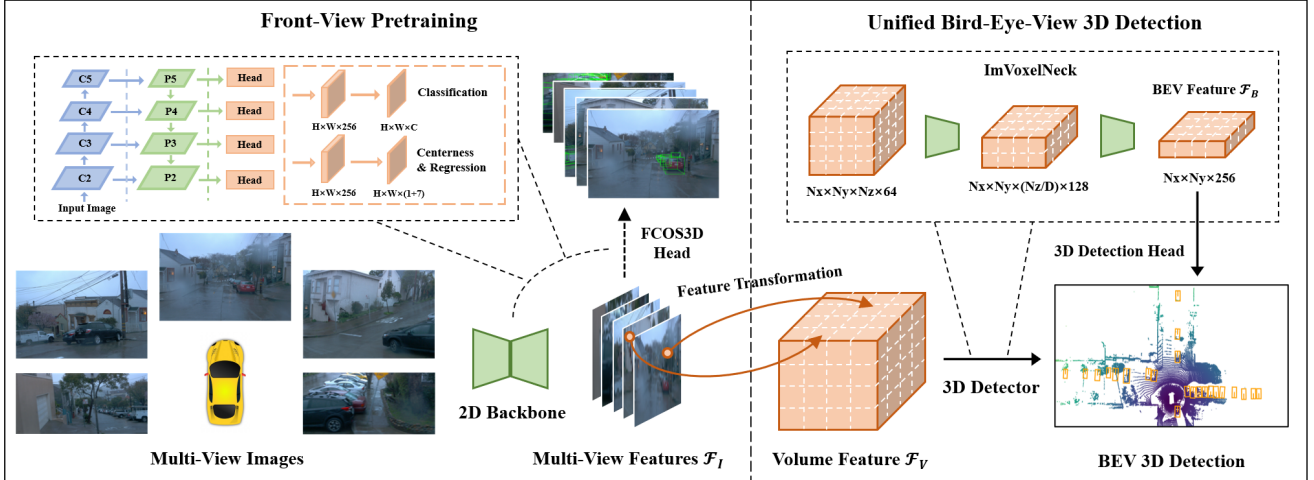 Front-View Pretraining
C5
P5
Head
C4
P4
Head
C3
P3
Head
C2
P2
Head
Input Image
H×W×256
H×W×C
Classification
H×W×256
H×W×(1+7)
Centerness
& Regression
FCOS3D
Head
2D Backbone
Multi-View Images
Multi-View Features ℱI
Feature Transformation
Unified Bird-Eye-View 3D Detection
ImVoxelNeck
BEV Feature ℱB
Nx×Ny×Nz×64
Nx×Ny×(Nz/D)×128
Nx×Ny×256
3D Detection Head
3D Detector
Volume Feature ℱV
BEV 3D Detection